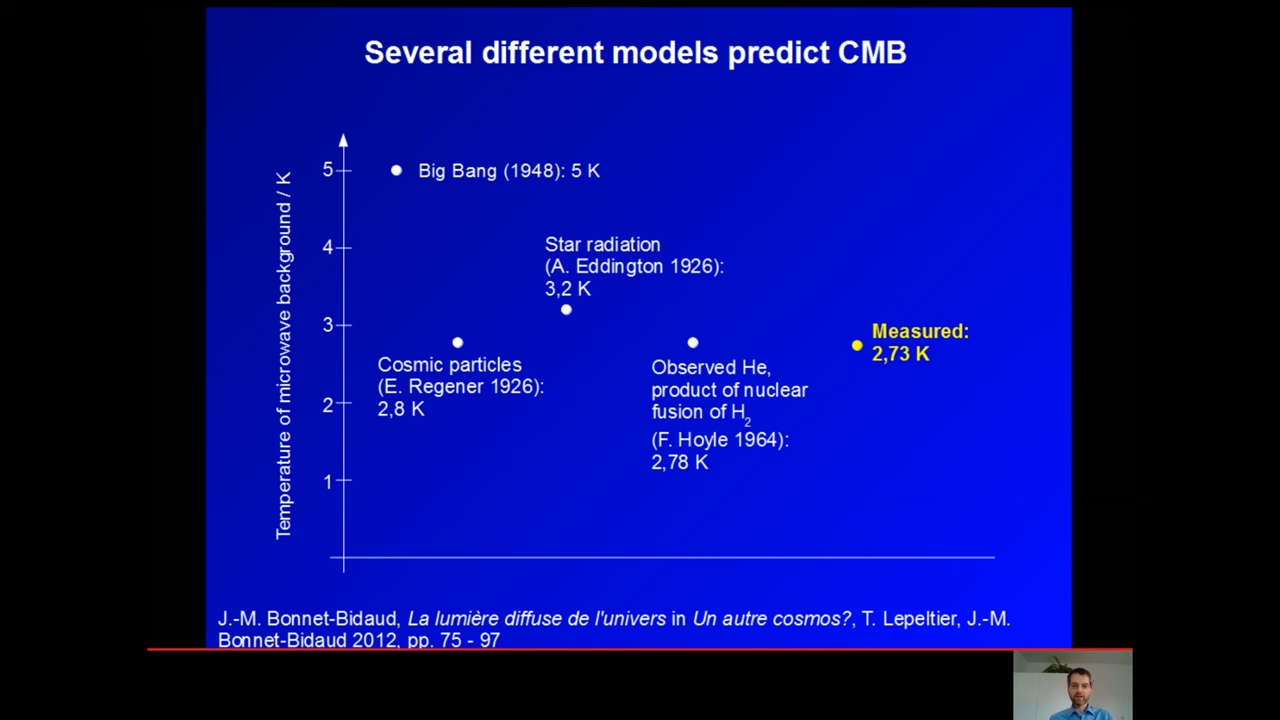 Several different models predict CMB
Temperature of microwave background / K
5
4
3
2
1
Big Bang (1948): 5 K
Star radiation
(A. Eddington 1926):
3,2 K
Cosmic particles
(E. Regener 1926):
2,8 K
Observed He,
product of nuclear
fusion of H2
(F. Hoyle 1964):
2,78 K
Measured:
2,73 K
J.-M. Bonnet-Bidaud, La lumière diffuse de l'univers in Un autre cosmos?, T. Lepeltier, J.-M.
Bonnet-Bidaud 2012, pp. 75 - 97